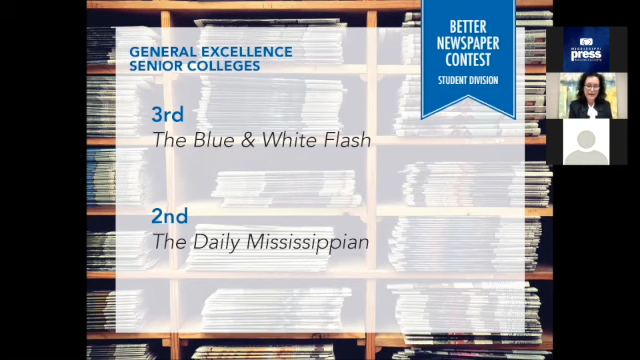 GENERAL EXCELLENCE
SENIOR COLLEGES
BETTER
NEWSPAPER
CONTEST
STUDENT DIVISION
3rd
The Blue & White Flash
2nd
The Daily Mississippian
MISSISSIPPI
press